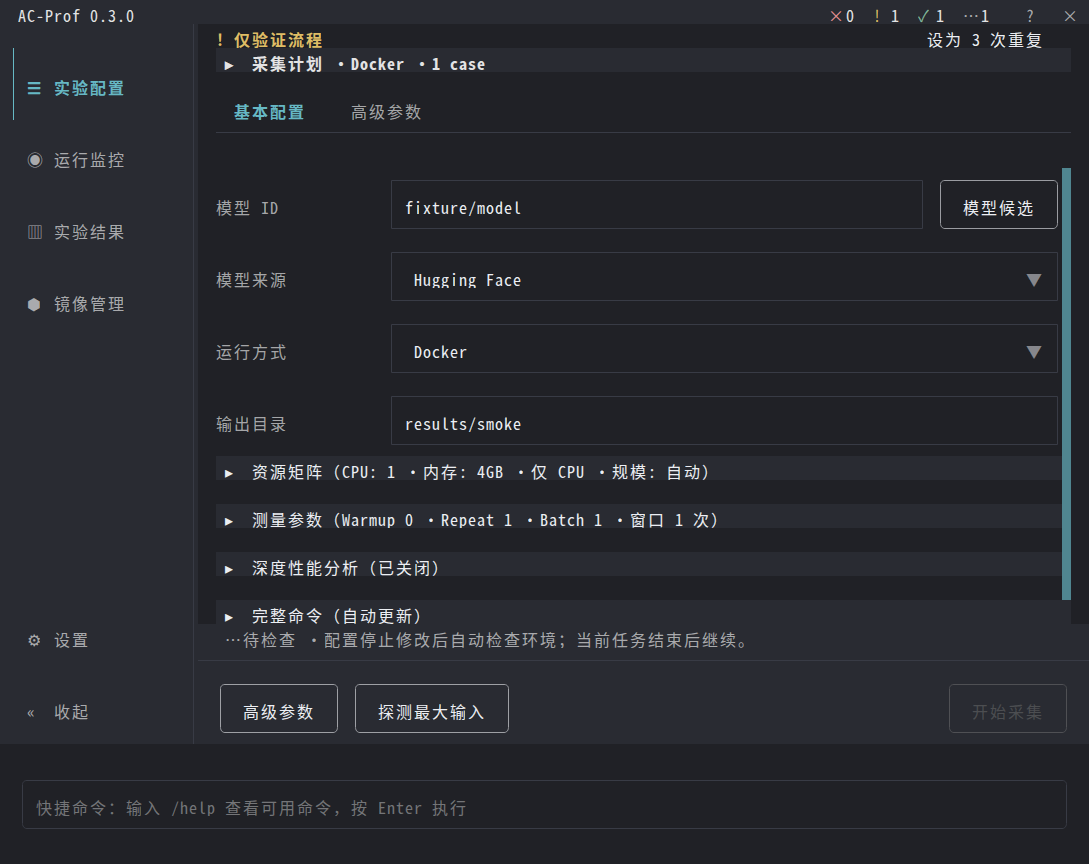 AC-Prof 0.3.0 ×0 ! 1 ✓ 1 …1 ? ×
! 仅验证流程 设为 3 次重复
▶ 采集计划 ・Docker ・1 case
☰ 实验配置
基本配置 高级参数
◉ 运行监控
▥ 实验结果
⬢ 镜像管理
模型 ID fixture/model 模型候选
模型来源 Hugging Face ▼
运行方式 Docker ▼
输出目录 results/smoke
▶ 资源矩阵（CPU: 1 ・内存: 4GB ・仅 CPU ・规模: 自动）
▶ 测量参数（Warmup 0 ・Repeat 1 ・Batch 1 ・窗口 1 次）
▶ 深度性能分析（已关闭）
▶ 完整命令（自动更新）
⚙ 设置
…待检查 ・配置停止修改后自动检查环境；当前任务结束后继续。
« 收起
高级参数 探测最大输入 开始采集
快捷命令: 输入 /help 查看可用命令，按 Enter 执行